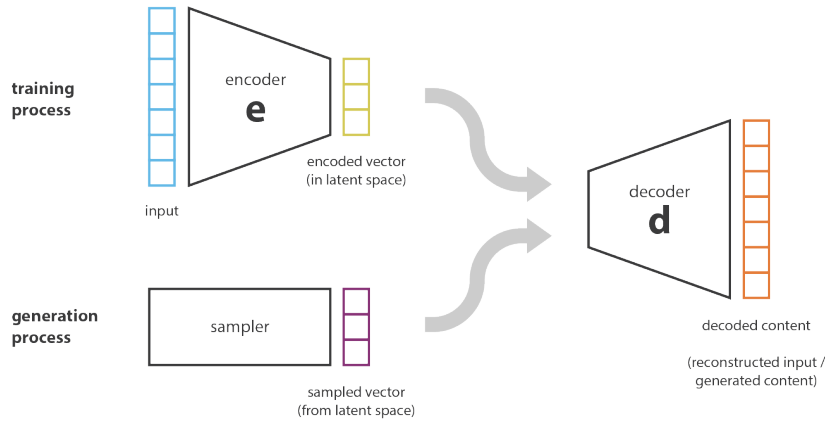 training
process
encoder
e
encoded vector
(in latent space)
input
decoder
d
generation
process
sampler
sampled vector
(from latent space)
decoded content
(reconstructed input /
generated content)